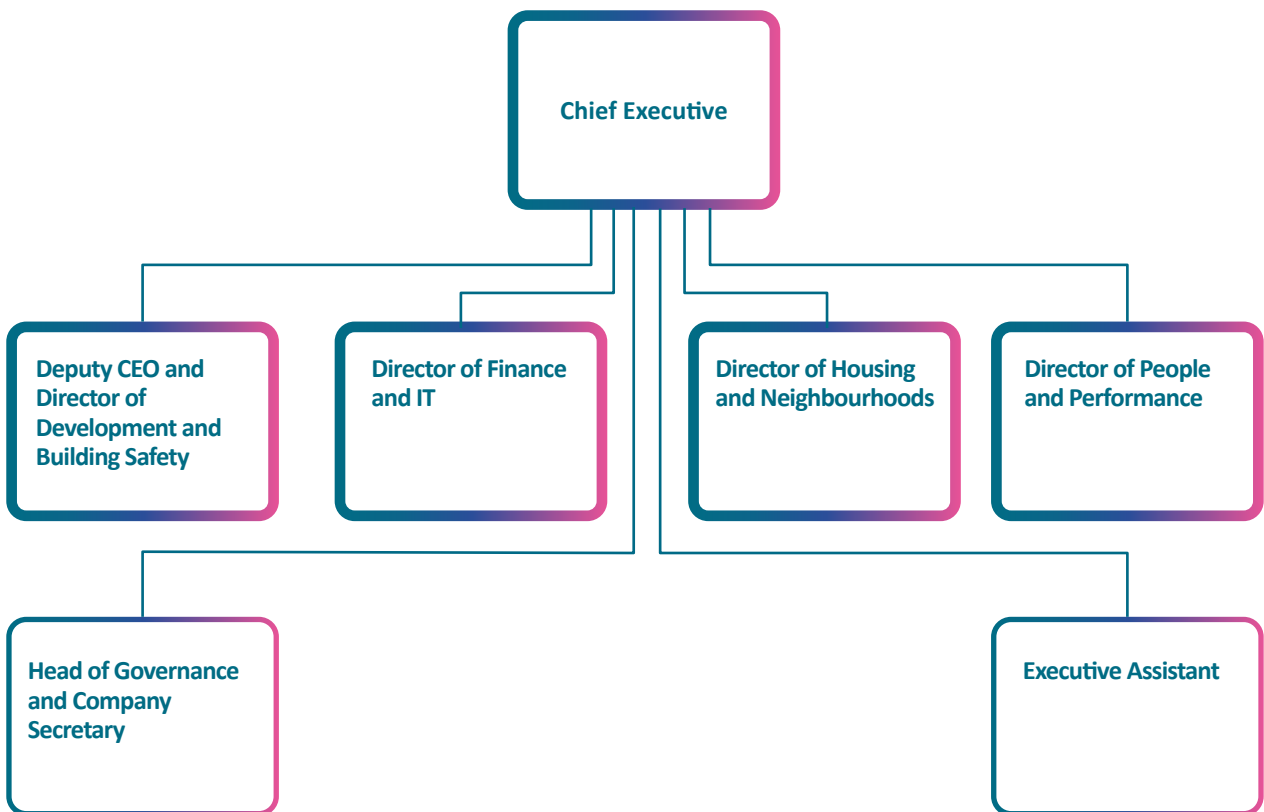 Chief Executive
Deputy CEO and
Director of
Development and
Building Safety
Director of Finance
and IT
Director of Housing
and Neighbourhoods
Director of People
and Performance
Head of Governance
and Company
Secretary
Executive Assistant